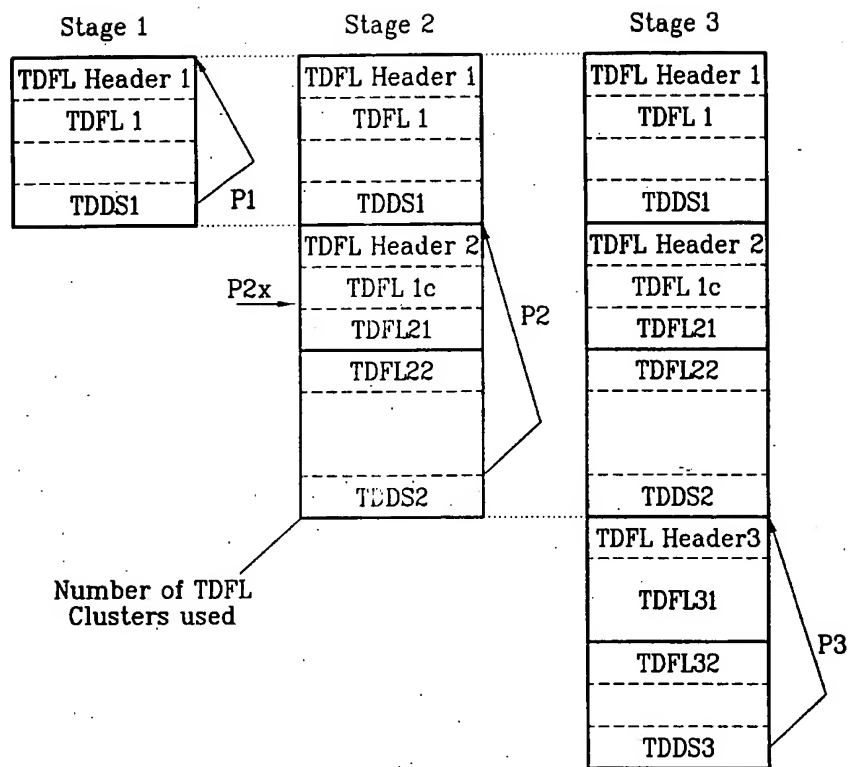 Stage 1
Stage 2
Stage 3
TDFL Header 1
TDFL 1
TDDS1
P1
TDFL Header 1
TDFL 1
TDDS1
TDFL Header 2
P2x
TDFL 1c
TDFL21
TDFL22
TDDS2
P2
Number of TDFL
Clusters used
TDFL Header 1
TDFL 1
TDDS1
TDFL Header 2
TDFL 1c
TDFL21
TDFL22
TDDS2
TDFL Header3
TDFL31
TDFL32
TDDS3
P3